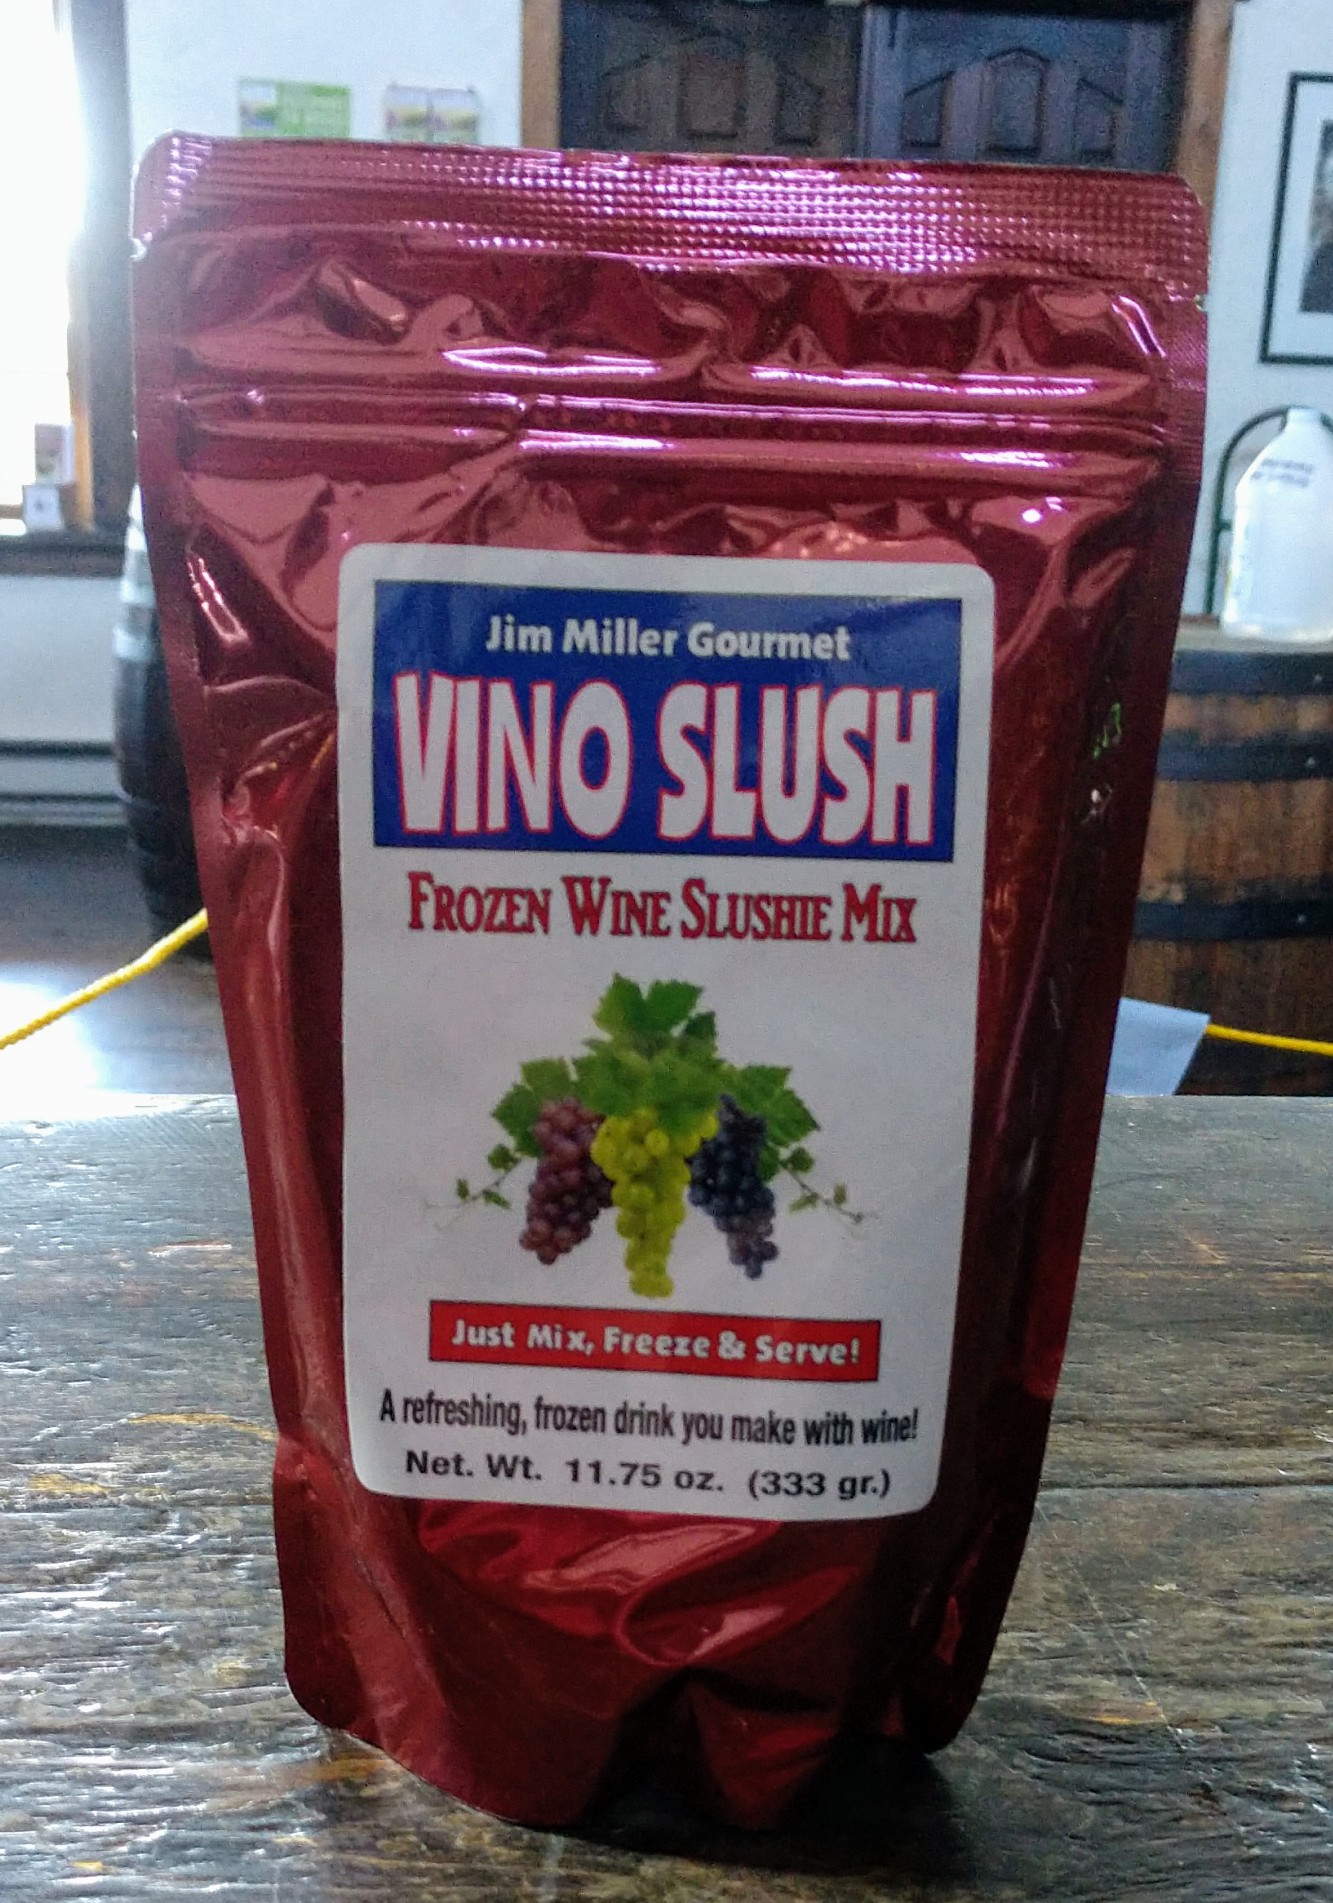 Jim Miller Gourmet
VINO SLUSH
FROZEN WINE SLUSHIE MIX
Just Mix, Freeze & Serve!
A refreshing, frozen drink you make with wine!
Net. Wt. 11.75 oz. (333 gr.)